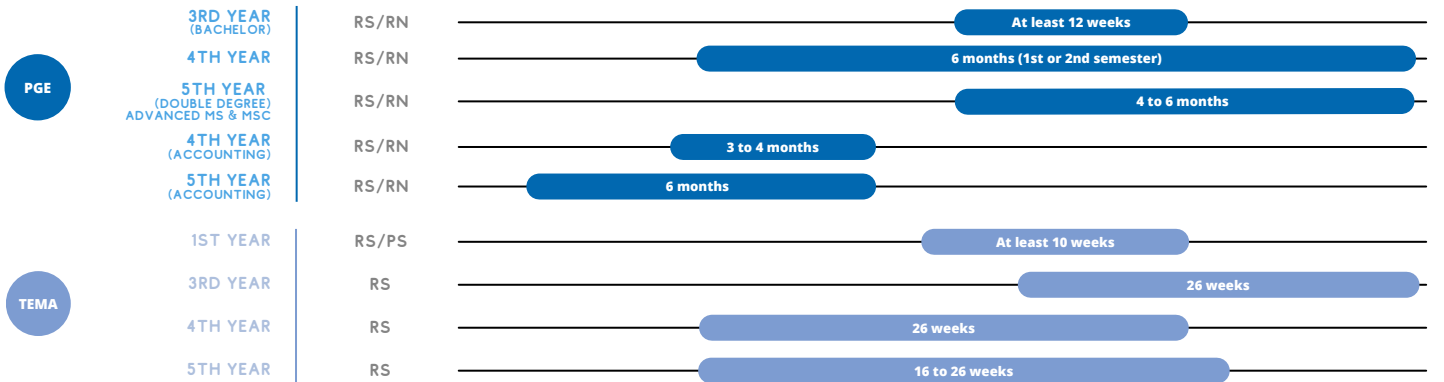 PGE
3RD YEAR
(BACHELOR)
RS/RN
At least 12 weeks
4TH YEAR
RS/RN
6 months (1st or 2nd semester)
5TH YEAR
(DOUBLE DEGREE)
ADVANCED MS & MSC
RS/RN
4 to 6 months
4TH YEAR
(ACCOUNTING)
RS/RN
3 to 4 months
5TH YEAR
(ACCOUNTING)
RS/RN
6 months
TEMA
1ST YEAR
RS/PS
At least 10 weeks
3RD YEAR
RS
26 weeks
4TH YEAR
RS
26 weeks
5TH YEAR
RS
16 to 26 weeks